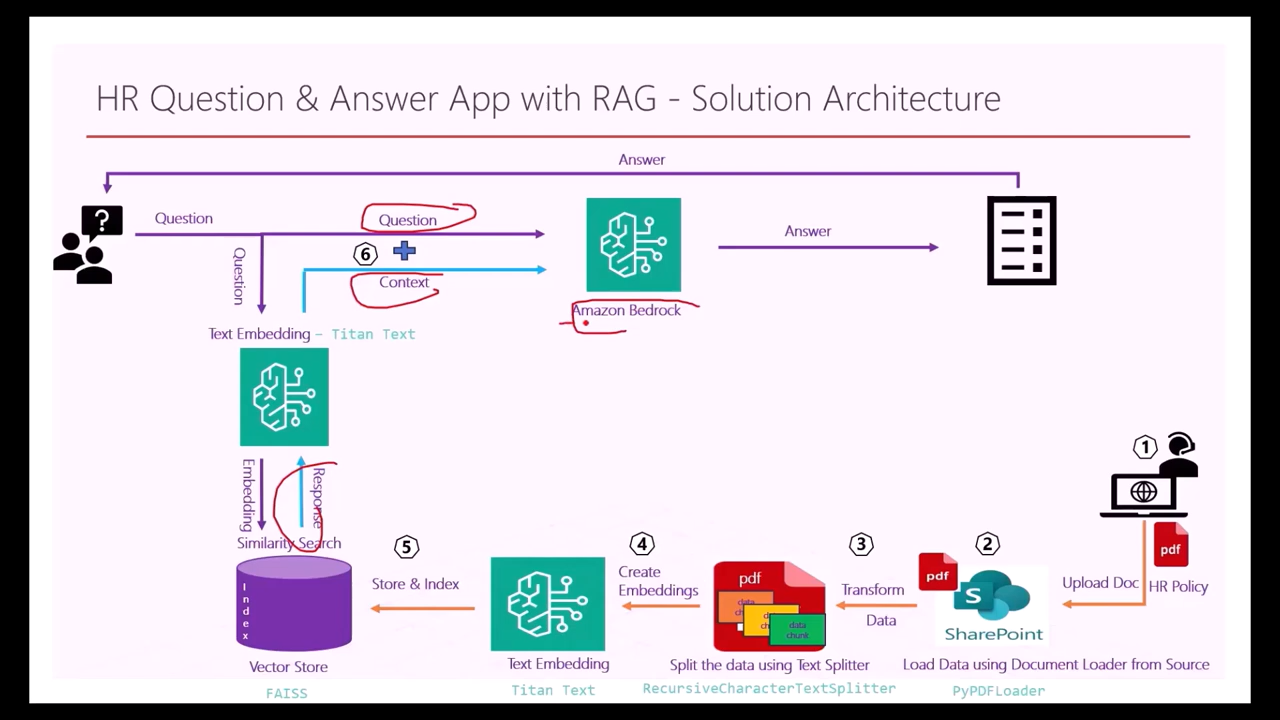 HR Question & Answer App with RAG - Solution Architecture
Answer
?
Question
Question
Answer
6
Question
Context
Amazon Bedrock
Text Embedding - Titan Text
1
Embedding
Response
Similarity Search
5
4
3
2
pdf
Upload Doc
HR Policy
pdf
S
SharePoint
Transform
Data
pdf
data
chunk
Create
Embeddings
Store & Index
Index
Vector Store
Text Embedding
Split the data using Text Splitter
Load Data using Document Loader from Source
FAISS
Titan Text
RecursiveCharacterTextSplitter
PyPDFLoader